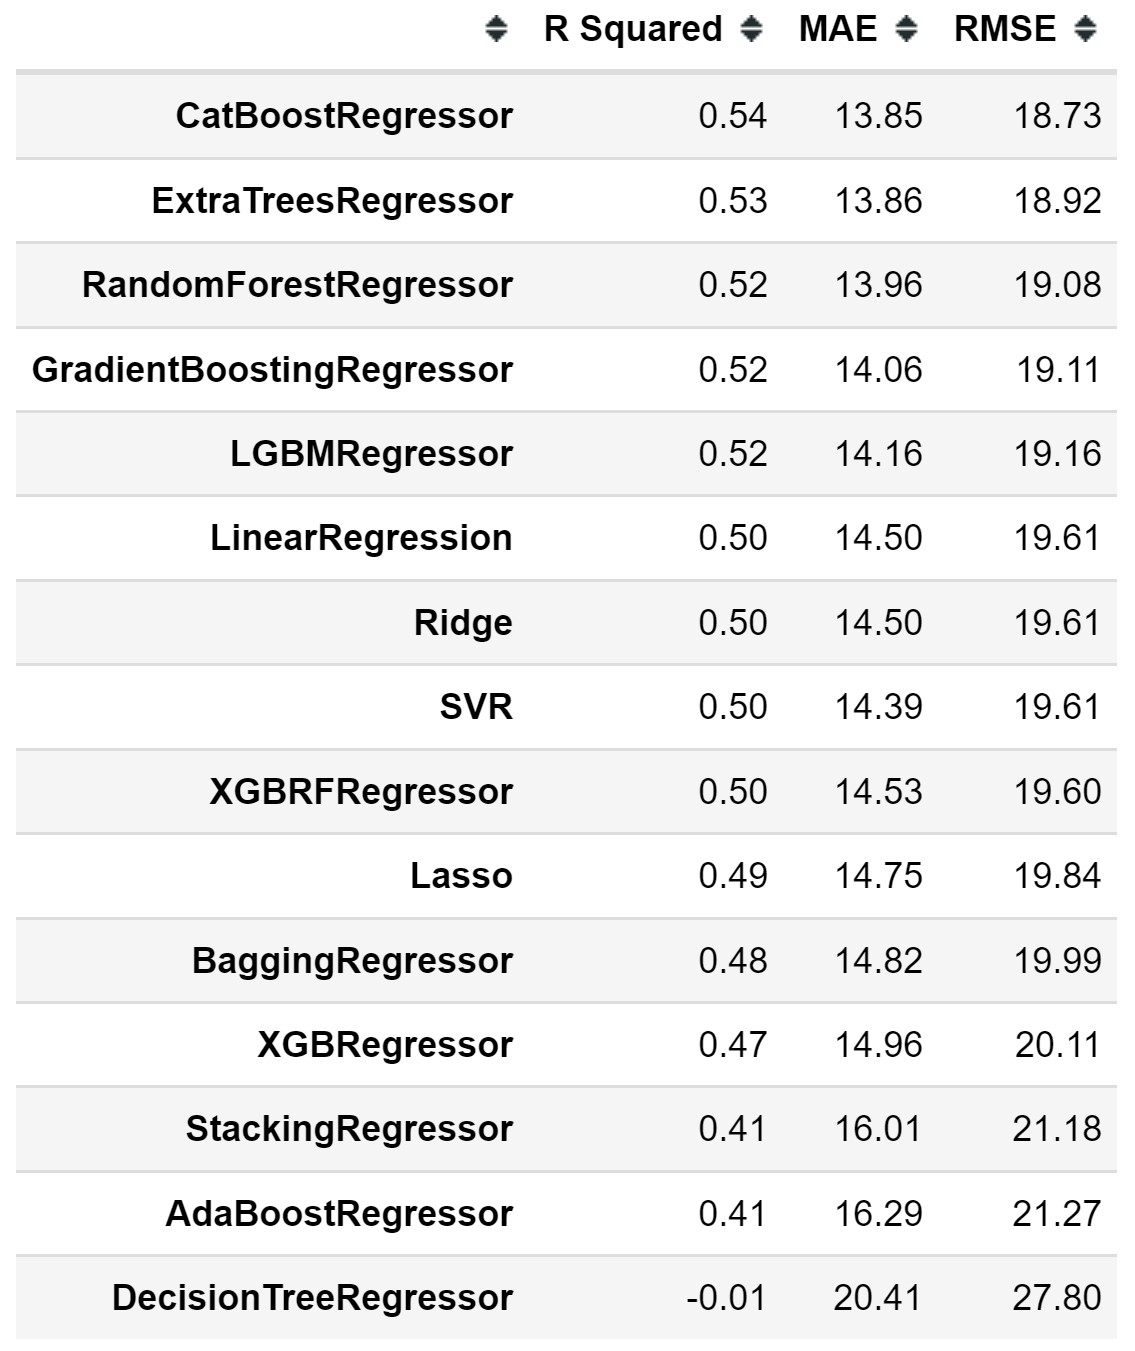 R Squared MAE RMSE
CatBoostRegressor 0.54 13.85 18.73
ExtraTreesRegressor 0.53 13.86 18.92
RandomForestRegressor 0.52 13.96 19.08
GradientBoostingRegressor 0.52 14.06 19.11
LGBMRegressor 0.52 14.16 19.16
LinearRegression 0.50 14.50 19.61
Ridge 0.50 14.50 19.61
SVR 0.50 14.39 19.61
XGBRFRegressor 0.50 14.53 19.60
Lasso 0.49 14.75 19.84
BaggingRegressor 0.48 14.82 19.99
XGBRegressor 0.47 14.96 20.11
StackingRegressor 0.41 16.01 21.18
AdaBoostRegressor 0.41 16.29 21.27
DecisionTreeRegressor -0.01 20.41 27.80